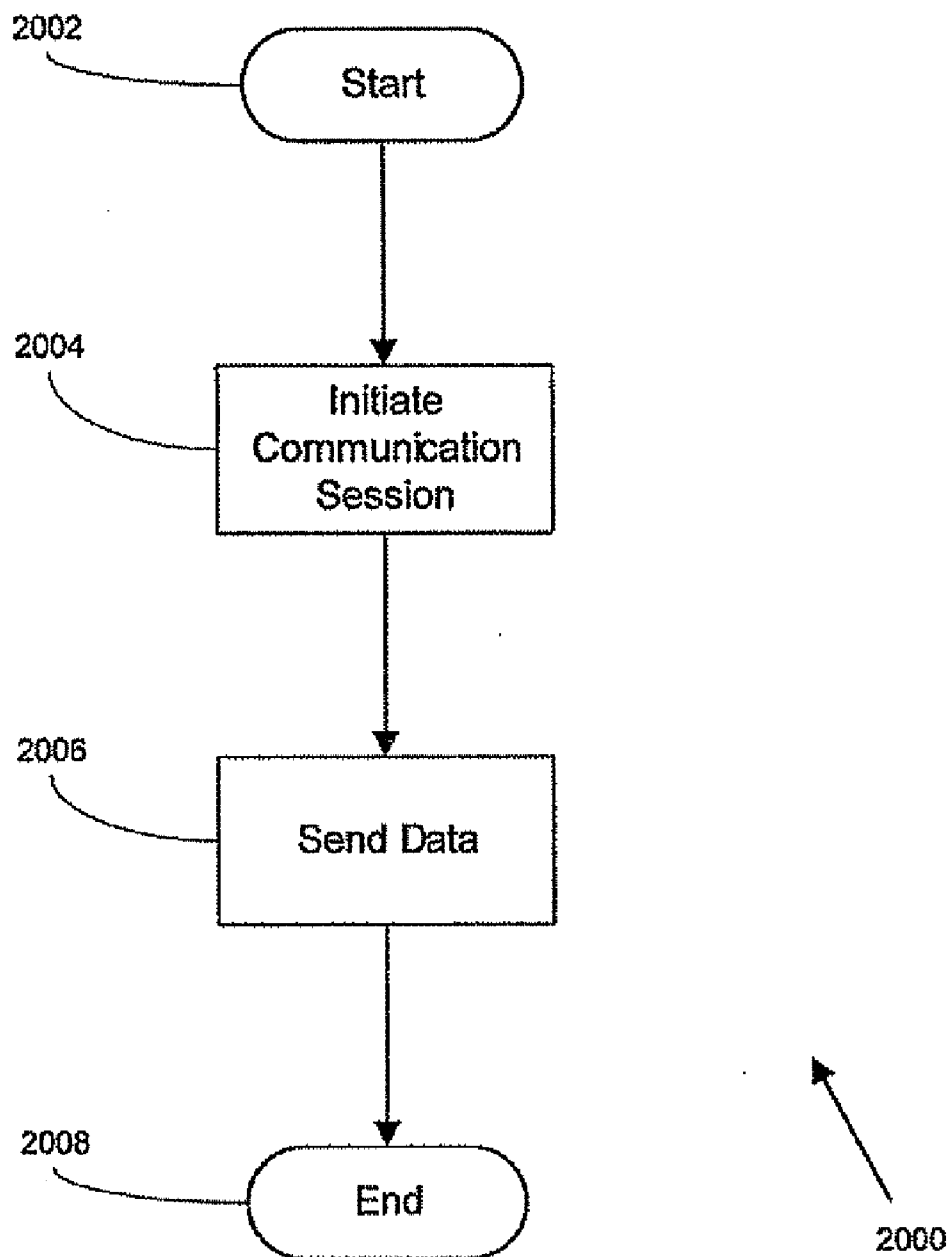 2002
Start
2004
Initiate
Communication
Session
2006
Send Data
2008
End
2000